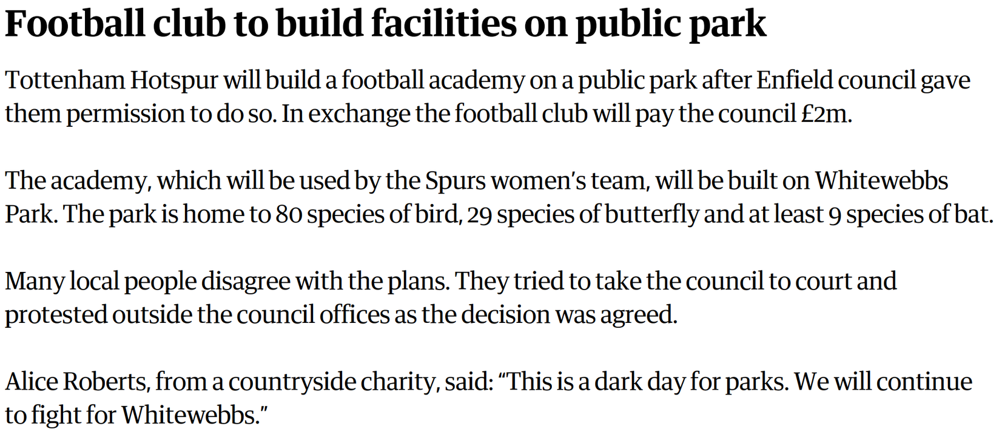 Football club to build facilities on public park
Tottenham Hotspur will build a football academy on a public park after Enfield council gave
them permission to do so. In exchange the football club will pay the council £2m.
The academy, which will be used by the Spurs women’s team, will be built on Whitewebbs
Park. The park is home to 80 species of bird, 29 species of butterfly and at least 9 species of bat.
Many local people disagree with the plans. They tried to take the council to court and
protested outside the council offices as the decision was agreed.
Alice Roberts, from a countryside charity, said: “This is a dark day for parks. We will continue
to fight for Whitewebbs.”